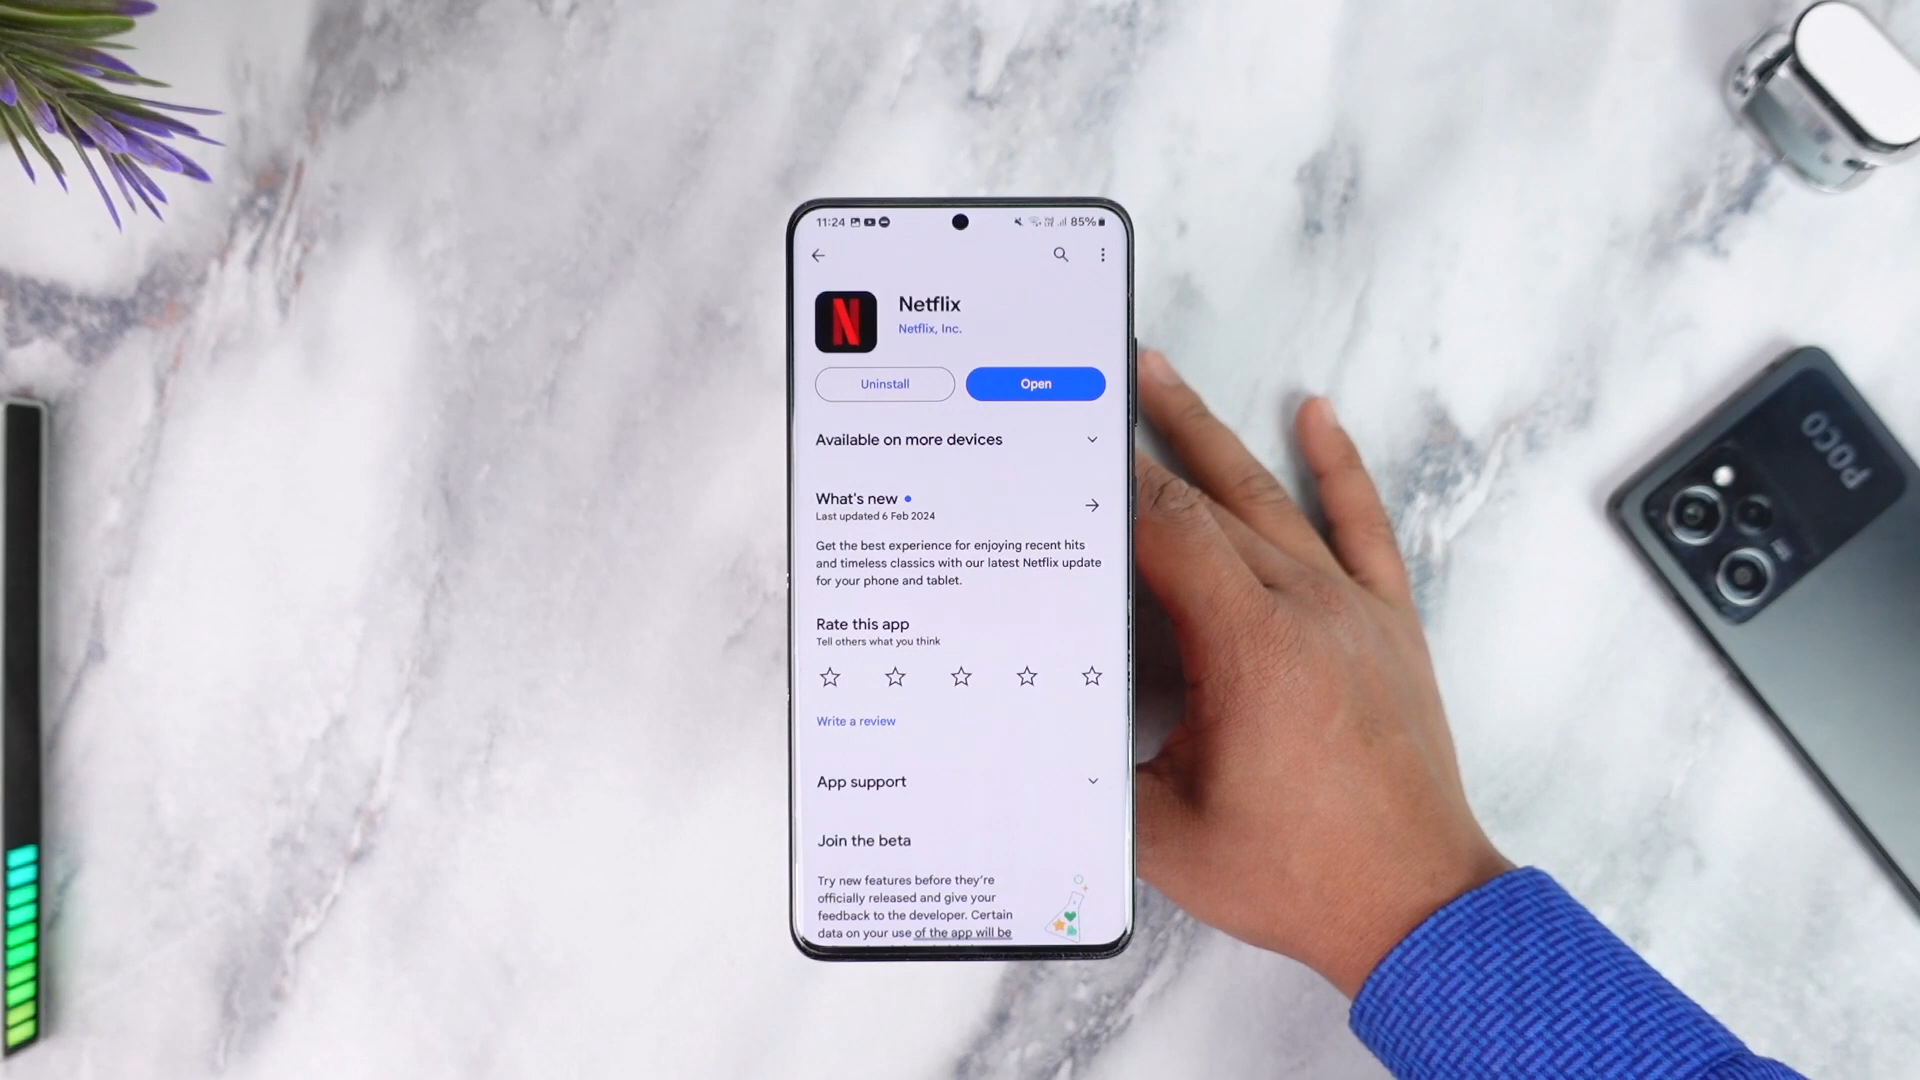 11:24
85%
Netflix
Netflix, Inc.
Uninstall
Open
Available on more devices
What's new
Last updated 6 Feb 2024
Get the best experience for enjoying recent hits
and timeless classics with our latest Netflix update
for your phone and tablet.
Rate this app
Tell others what you think
Write a review
App support
Join the beta
Try new features before they're
officially released and give your
feedback to the developer. Certain
data on your use of the app will be
POCO